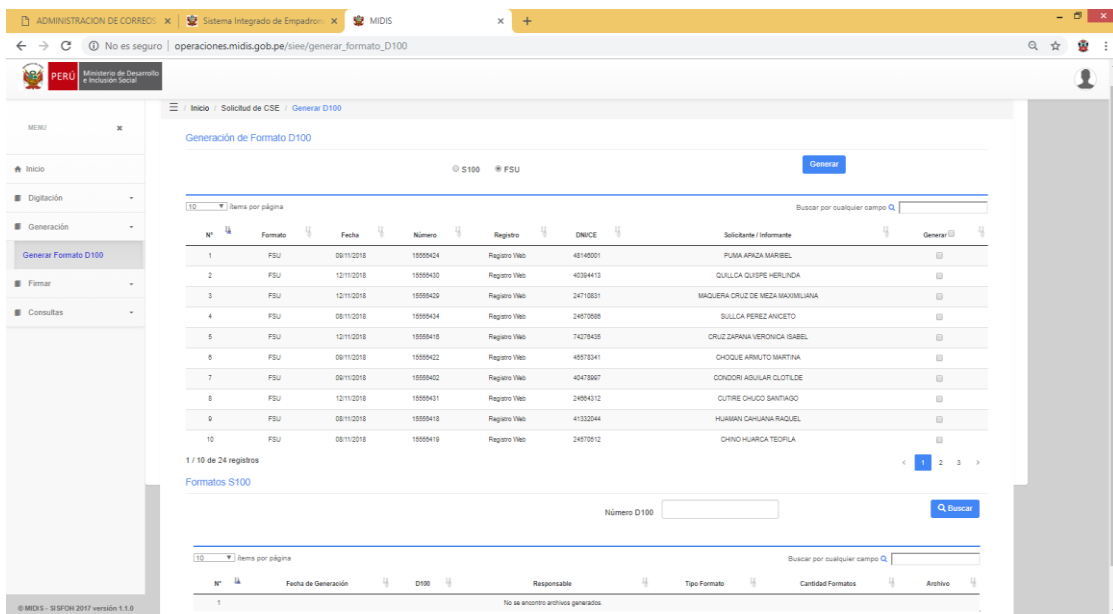 ADMINISTRACION DE CORREOS
Sistema Integrado de Empadron
MIDIS
No es seguro | operaciones.midis.gob.pe/siee/generar_formato_D100
PERÚ Ministerio de Desarrollo e Inclusión Social
Inicio / Solicitud de CSE / Generar D100
MENU
Inicio
Digitación
Generación
Generar Formato D100
Firmar
Consultas
© MIDIS - SISFOH 2017 versión 1.1.0
Generación de Formato D100
S100 FSU Generar
10 ítems por página Buscar por cualquier campo
N° Formato Fecha Número Registro DNI/CE Solicitante / Informante Generar
1 FSU 09/11/2018 15555424 Registro Web 48146001 PUMA APAZA MARIBEL
2 FSU 12/11/2018 15555430 Registro Web 40394413 QUILLCA QUISPE HERLINDA
3 FSU 12/11/2018 15555429 Registro Web 24710831 MAQUERA CRUZ DE MEZA MAXIMILIANA
4 FSU 08/11/2018 15555434 Registro Web 24670686 SULLCA PEREZ ANICETO
5 FSU 12/11/2018 15555416 Registro Web 74276435 CRUZ ZAPANA VERONICA ISABEL
6 FSU 09/11/2018 15555422 Registro Web 45578341 CHOQUE ARMUTO MARTINA
7 FSU 09/11/2018 15555402 Registro Web 40478997 CONDORI AGUILAR CLOTILDE
8 FSU 12/11/2018 15555431 Registro Web 24664312 CUTIRE CHUCO SANTIAGO
9 FSU 08/11/2018 15555418 Registro Web 41332044 HUAMAN CAHUANA RAQUEL
10 FSU 08/11/2018 15555419 Registro Web 24570512 CHINO HUARCA TEOFILA
1 / 10 de 24 registros
< 1 2 3 >
Formatos S100
Número D100 Buscar
10 ítems por página Buscar por cualquier campo
N° Fecha de Generación D100 Responsable Tipo Formato Cantidad Formatos Archivo
1 No se encontro archivos generados.